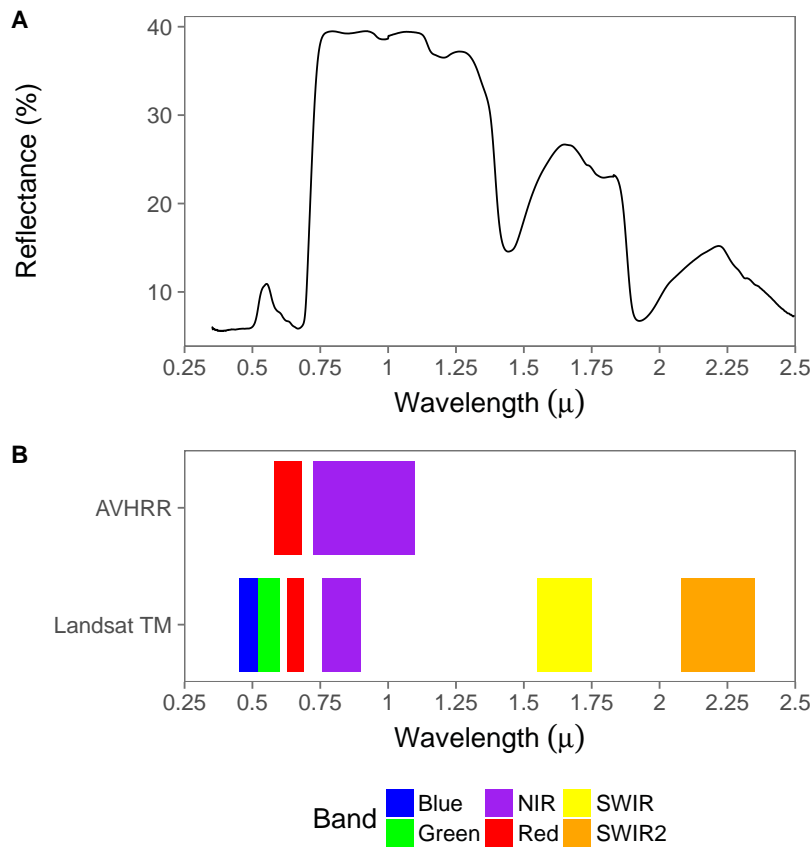 A
Reflectance (%)
40
30
20
10
0.25 0.5 0.75 1 1.25 1.5 1.75 2 2.25 2.5
Wavelength (μ)
B
AVHRR
Landsat TM
0.25 0.5 0.75 1 1.25 1.5 1.75 2 2.25 2.5
Wavelength (μ)
Band
Blue NIR SWIR
Green Red SWIR2